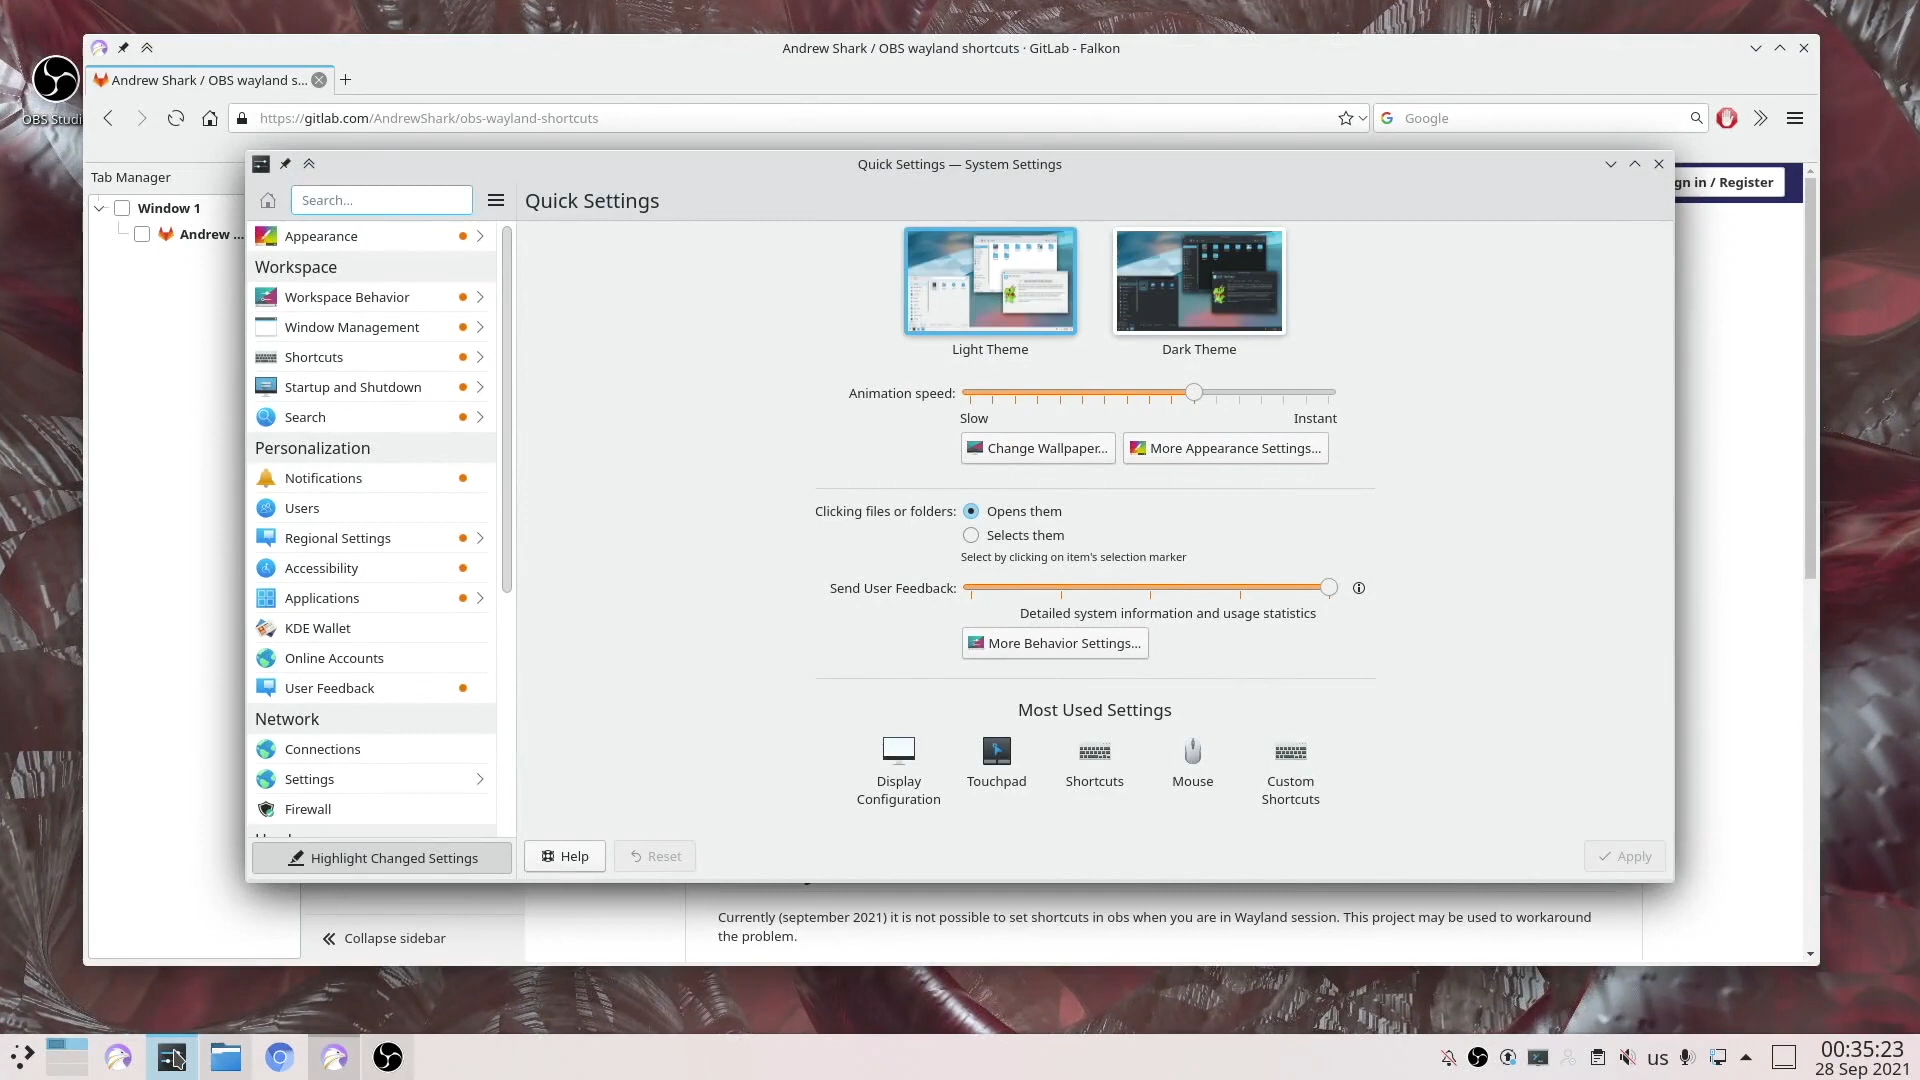 OBS Studi
Andrew Shark / OBS wayland shortcuts · GitLab - Falkon
Andrew Shark / OBS wayland s...
https://gitlab.com/AndrewShark/obs-wayland-shortcuts
Google
Tab Manager
Window 1
Andrew ...
gn in / Register
Quick Settings — System Settings
Search...
Quick Settings
Appearance
Workspace
Workspace Behavior
Window Management
Shortcuts
Startup and Shutdown
Search
Personalization
Notifications
Users
Regional Settings
Accessibility
Applications
KDE Wallet
Online Accounts
User Feedback
Network
Connections
Settings
Firewall
Highlight Changed Settings
Light Theme
Dark Theme
Animation speed:
Slow
Instant
Change Wallpaper...
More Appearance Settings...
Clicking files or folders:
Opens them
Selects them
Select by clicking on item's selection marker
Send User Feedback:
Detailed system information and usage statistics
More Behavior Settings...
Most Used Settings
Display
Configuration
Touchpad
Shortcuts
Mouse
Custom
Shortcuts
Help
Reset
Apply
Collapse sidebar
Currently (september 2021) it is not possible to set shortcuts in obs when you are in Wayland session. This project may be used to workaround
the problem.
us
00:35:23
28 Sep 2021